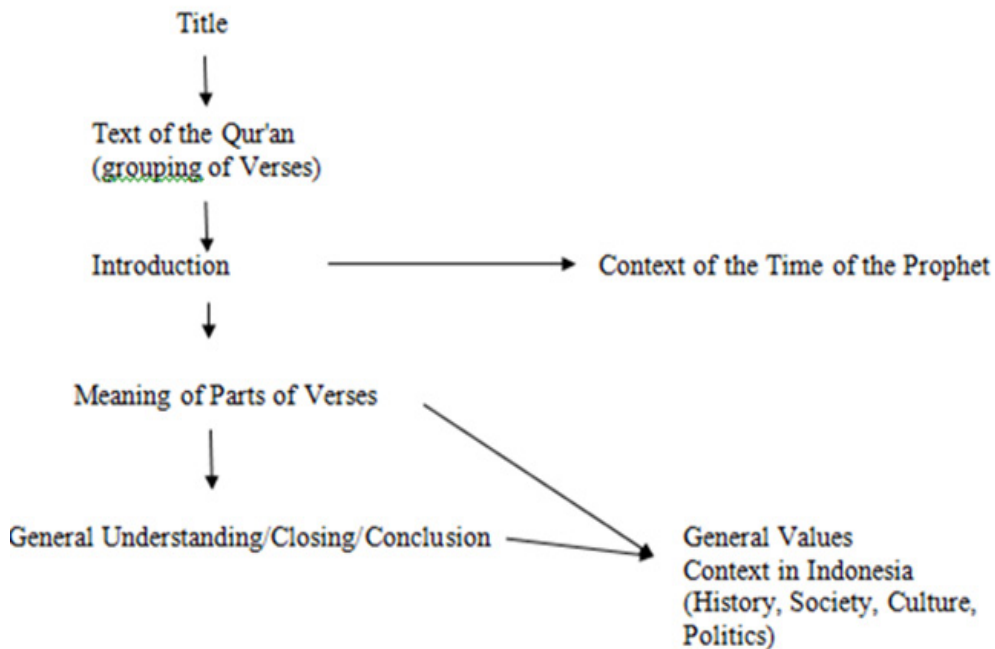 Title
Text of the Qur'an
(grouping of Verses)
Introduction
Context of the Time of the Prophet
Meaning of Parts of Verses
General Understanding/Closing/Conclusion
General Values
Context in Indonesia
(History, Society, Culture,
Politics)